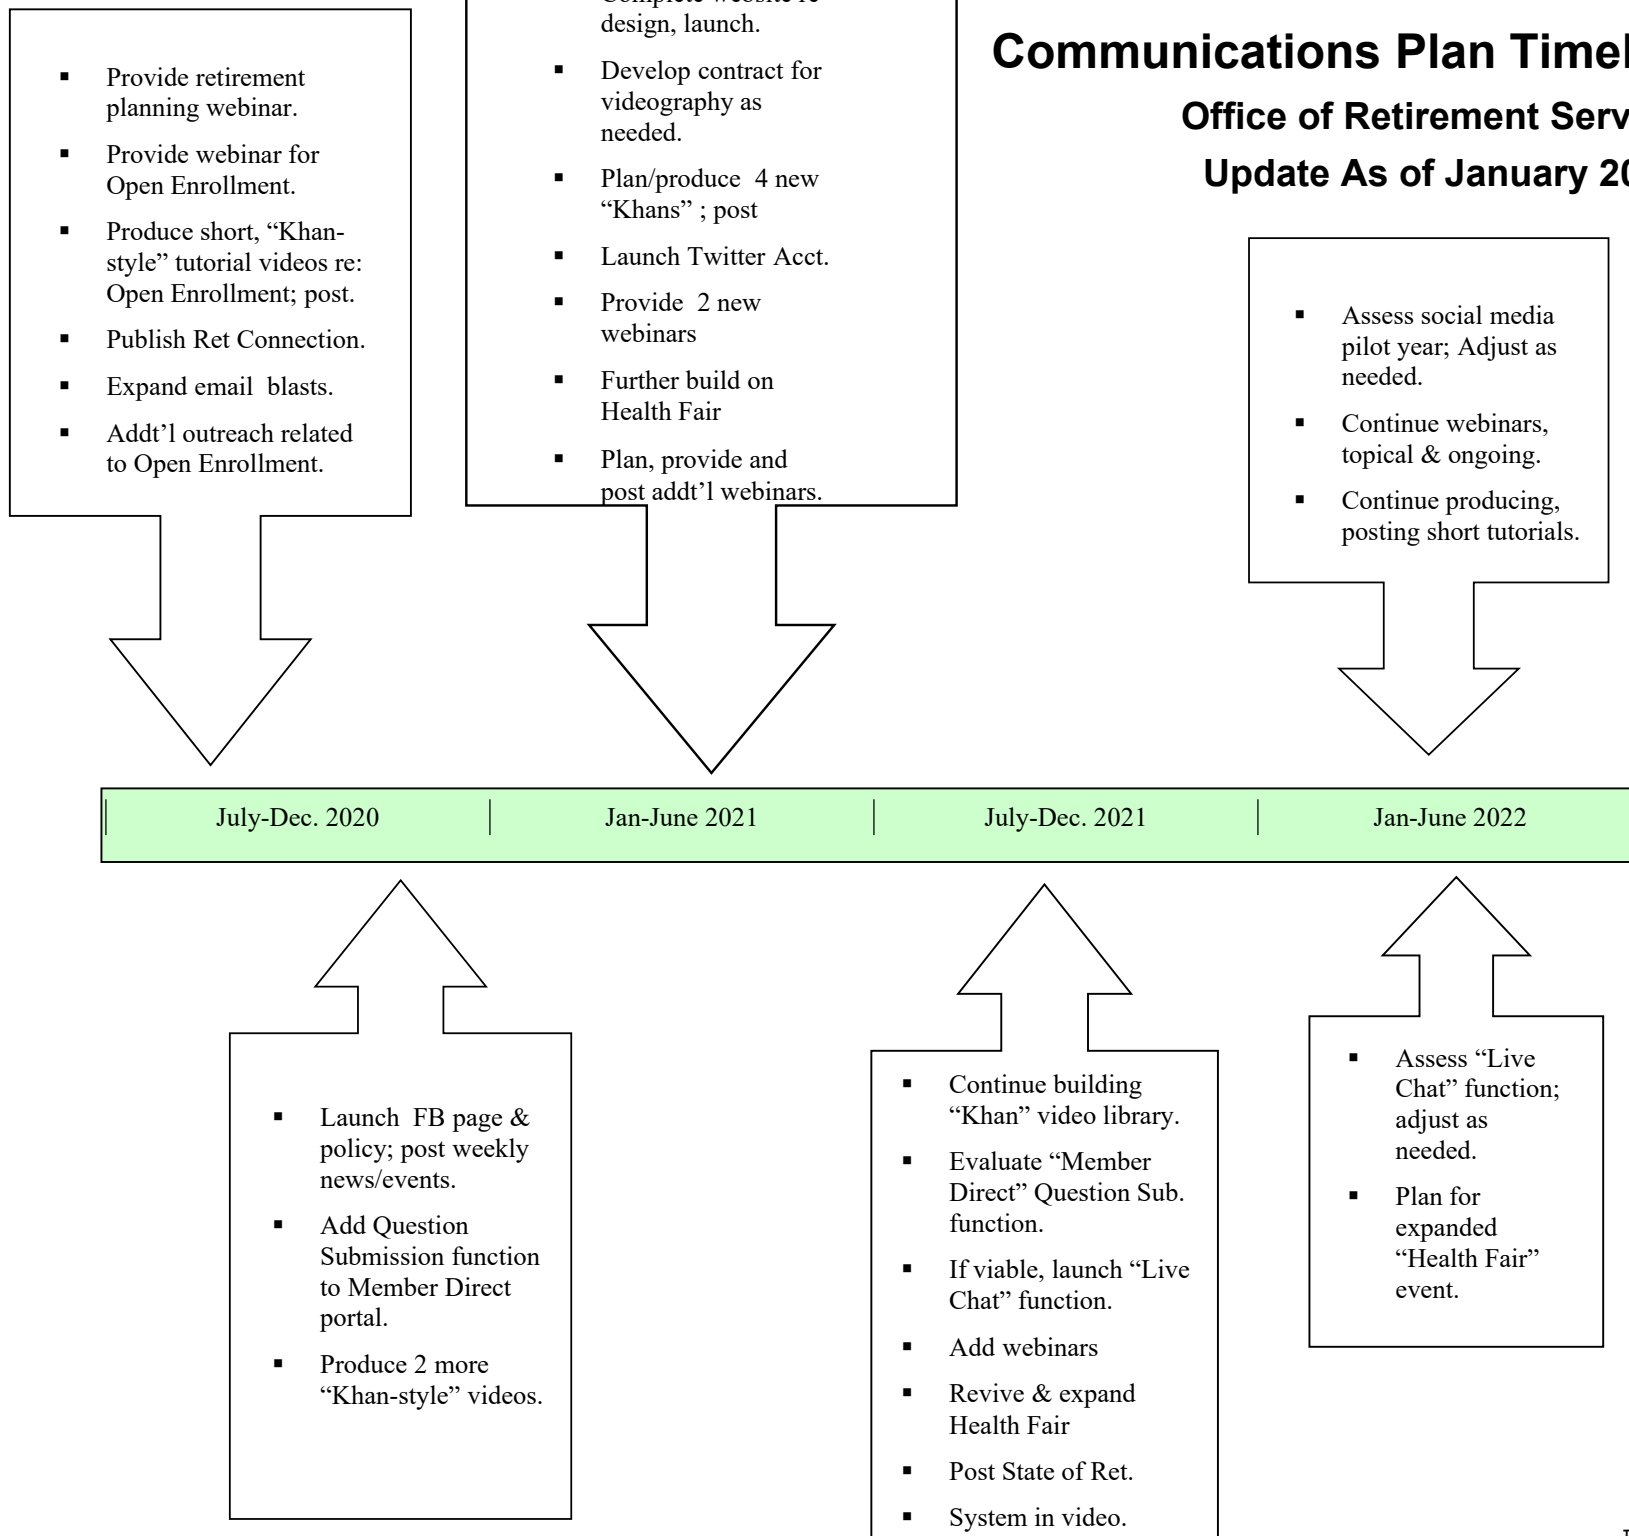 Communications Plan
Office of Retirement
Update As of January
Provide retirement
planning webinar.
Provide webinar for
Open Enrollment.
Produce short, “Khan-
style” tutorial videos re:
Open Enrollment; post.
Publish Ret Connection.
Expand email  blasts.
Addt’l outreach related
to Open Enrollment.
design, launch.
Develop contract for
videography as
needed.
Plan/produce  4 new
“Khans” ; post
Launch Twitter Acct.
Provide  2 new
webinars
Further build on
Health Fair
Plan, provide and
post addt’l webinars.
Assess social media
pilot year; Adjust as
needed.
Continue webinars,
topical & ongoing.
Continue producing,
posting short tutorials.
July-Dec. 2020
Jan-June 2021
July-Dec. 2021
Jan-June 2022
Launch  FB page &
policy; post weekly
news/events.
Add Question
Submission function
to Member Direct
portal.
Produce 2 more
“Khan-style” videos.
Continue building
“Khan” video library.
Evaluate “Member
Direct” Question Sub.
function.
If viable, launch “Live
Chat” function.
Add webinars
Revive & expand
Health Fair
Post State of Ret.
System in video.
Assess “Live
Chat” function;
adjust as
needed.
Plan for
expanded
“Health Fair”
event.